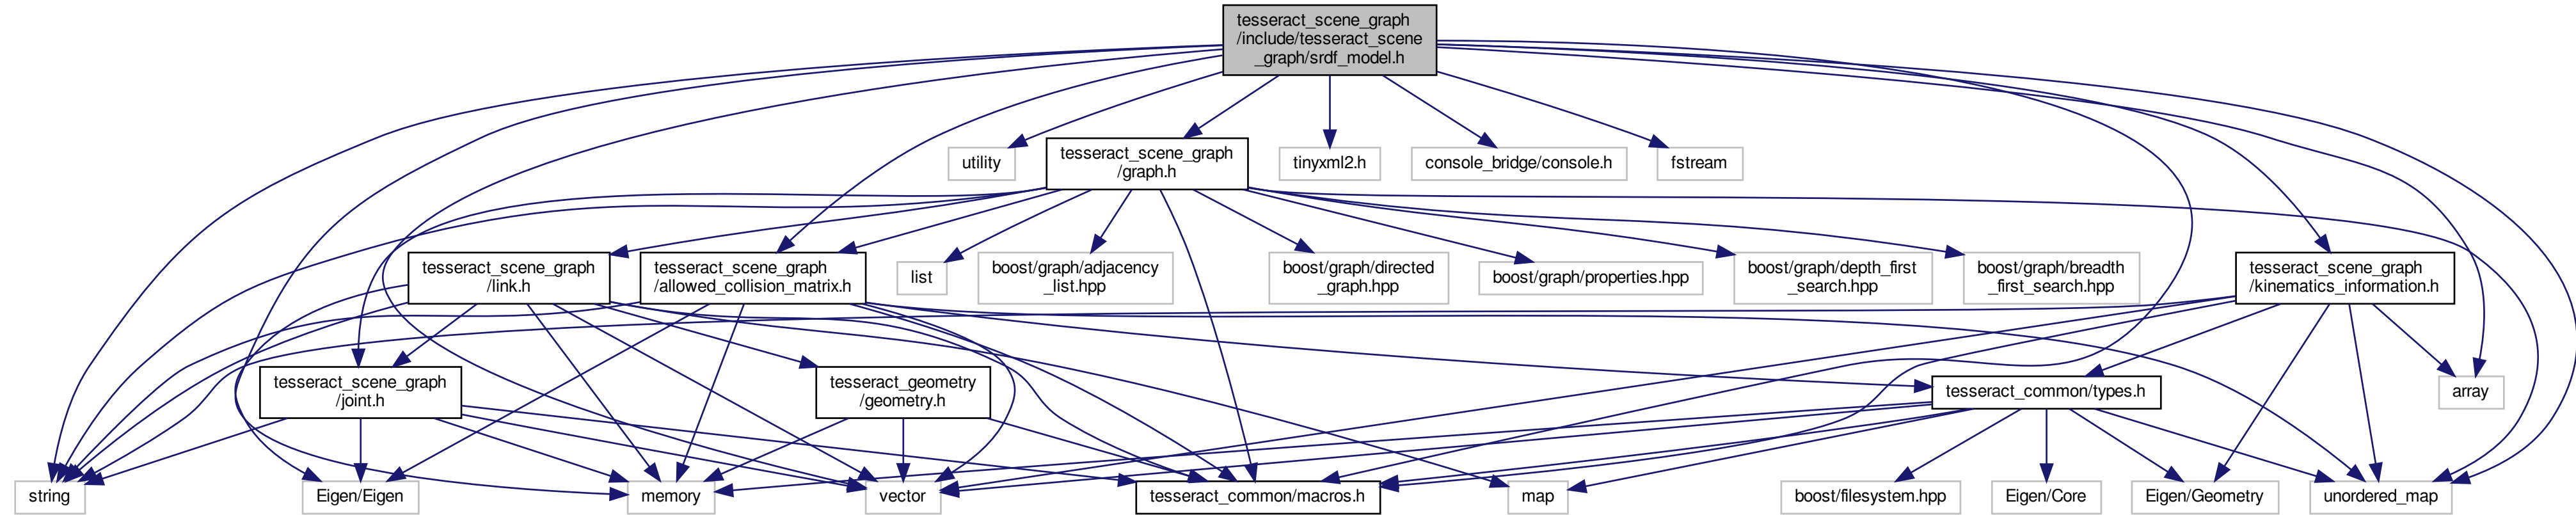 tesseract_scene_graph
/include/tesseract_scene
_graph/srdf_model.h
utility
tesseract_scene_graph
/graph.h
tinyxml2.h
console_bridge/console.h
fstream
tesseract_scene_graph
/link.h
tesseract_scene_graph
/allowed_collision_matrix.h
list
boost/graph/adjacency
_list.hpp
boost/graph/directed
_graph.hpp
boost/graph/properties.hpp
boost/graph/depth_first
_search.hpp
boost/graph/breadth
_first_search.hpp
tesseract_scene_graph
/kinematics_information.h
tesseract_scene_graph
/joint.h
tesseract_geometry
/geometry.h
tesseract_common/types.h
array
string
Eigen/Eigen
memory
vector
tesseract_common/macros.h
map
boost/filesystem.hpp
Eigen/Core
Eigen/Geometry
unordered_map